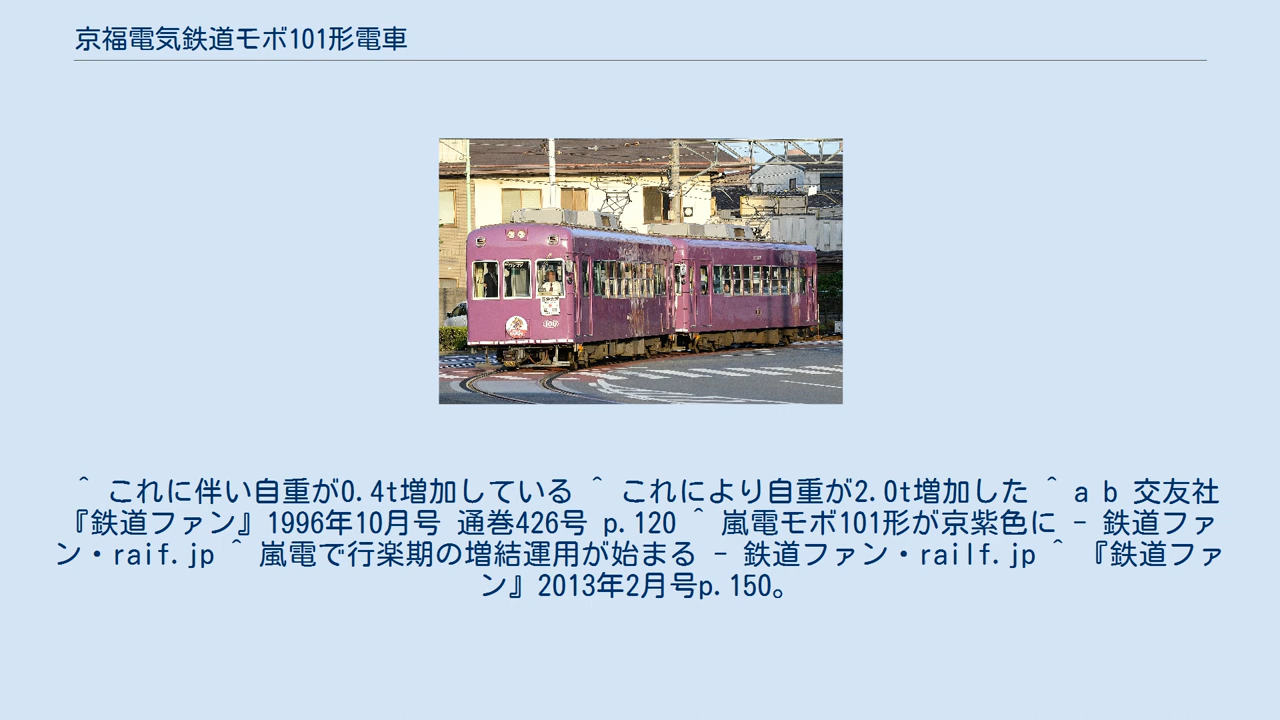 京福電気鉄道モボ101形電車
^ これに伴い自重が0.4t増加している ^ これにより自重が2.0t増加した ^ a b 交友社
『鉄道ファン』1996年10月号 通巻426号 p.120 ^ 嵐電モボ101形が京紫色に - 鉄道ファ
ン・raif.jp ^ 嵐電で行楽期の増結運用が始まる - 鉄道ファン・railf.jp ^ 『鉄道ファ
ン』2013年2月号p.150。